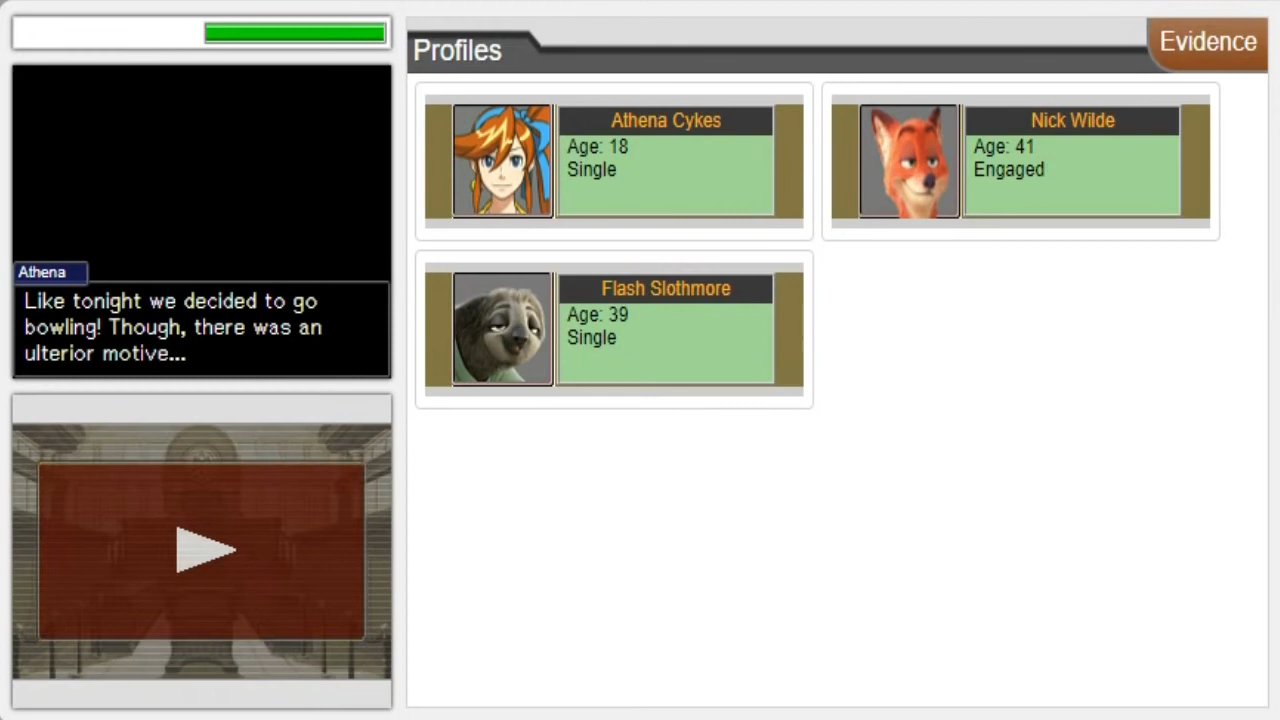 Profiles
Evidence
Athena Cykes
Age: 18
Single
Nick Wilde
Age: 41
Engaged
Flash Slothmore
Age: 39
Single
Athena
Like tonight we decided to go
bowling! Though, there was an
ulterior motive...